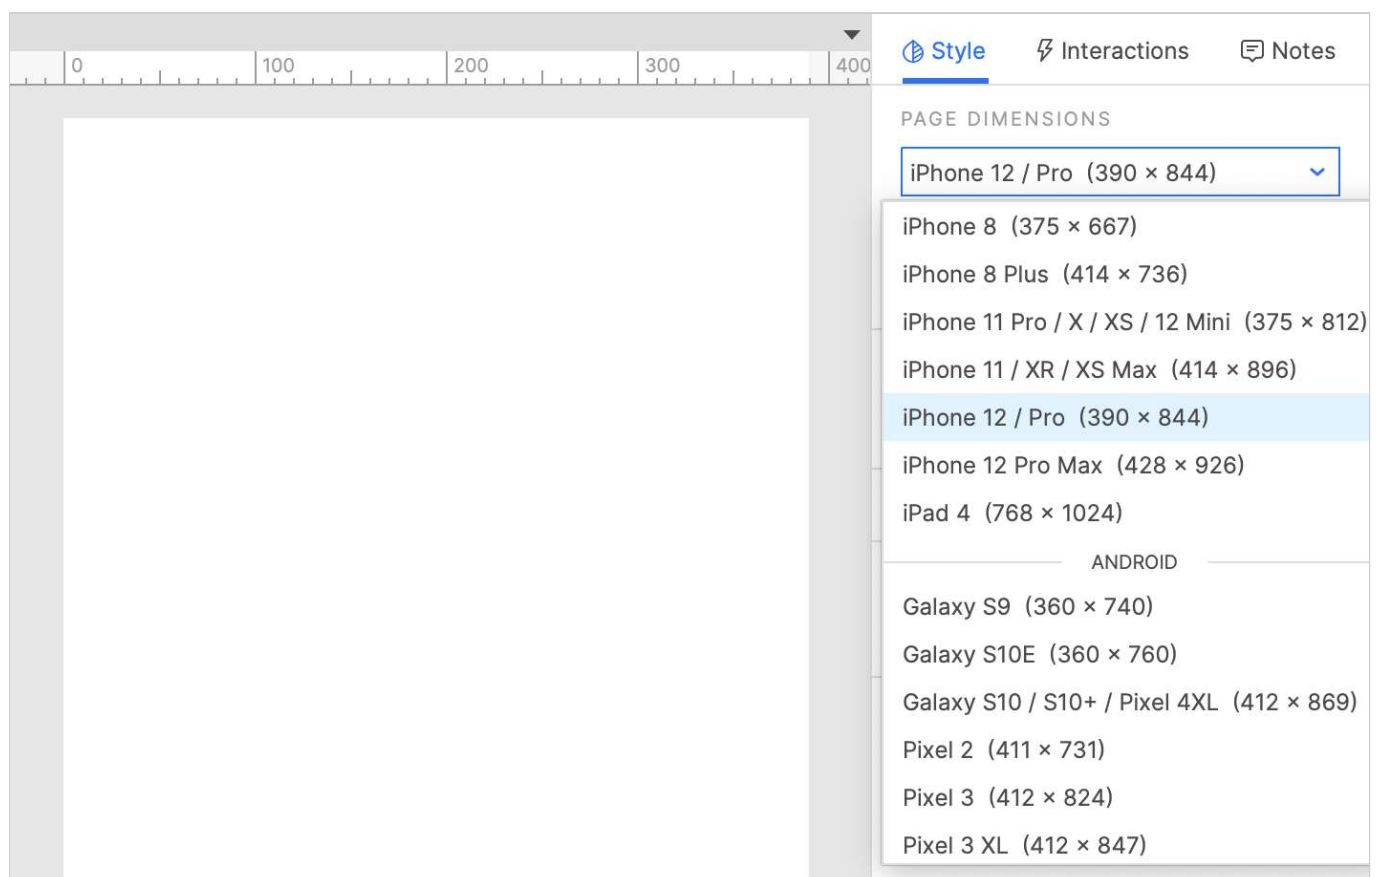 0 100 200 300 400
Style Interactions Notes
PAGE DIMENSIONS
iPhone 12 / Pro (390 × 844)
iPhone 8 (375 × 667)
iPhone 8 Plus (414 × 736)
iPhone 11 Pro / X / XS / 12 Mini (375 × 812)
iPhone 11 / XR / XS Max (414 × 896)
iPhone 12 / Pro (390 × 844)
iPhone 12 Pro Max (428 × 926)
iPad 4 (768 × 1024)
ANDROID
Galaxy S9 (360 × 740)
Galaxy S10E (360 × 760)
Galaxy S10 / S10+ / Pixel 4XL (412 × 869)
Pixel 2 (411 × 731)
Pixel 3 (412 × 824)
Pixel 3 XL (412 × 847)